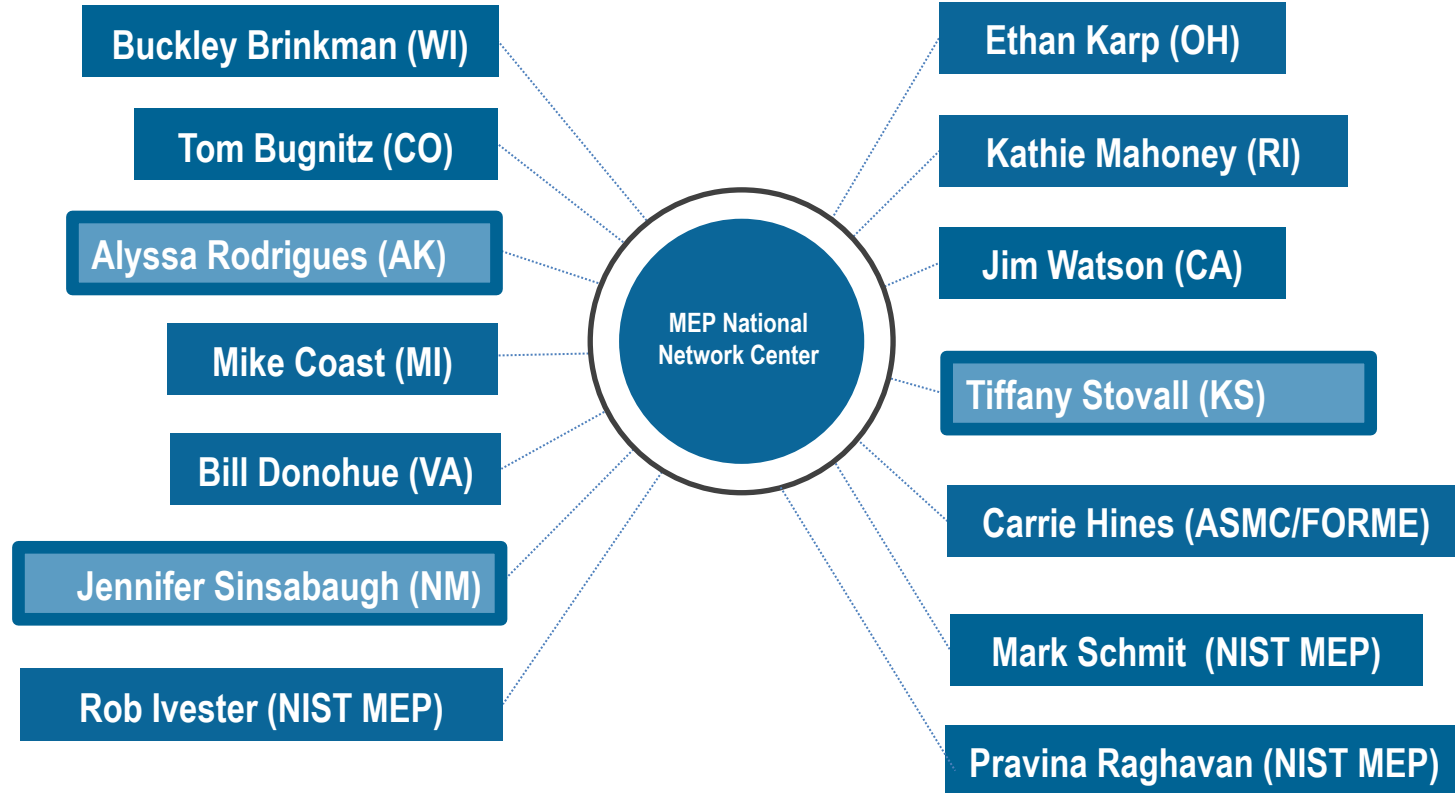 Buckley Brinkman (WI)
Tom Bugnitz (CO)
Alyssa Rodrigues (AK)
Mike Coast (MI)
Bill Donohue (VA)
Jennifer Sinsabaugh (NM)
Rob Ivester (NIST MEP)
MEP National
Network Center
Ethan Karp (OH)
Kathie Mahoney (RI)
Jim Watson (CA)
Tiffany Stovall (KS)
Carrie Hines (ASMC/FORME)
Mark Schmit (NIST MEP)
Pravina Raghavan (NIST MEP)